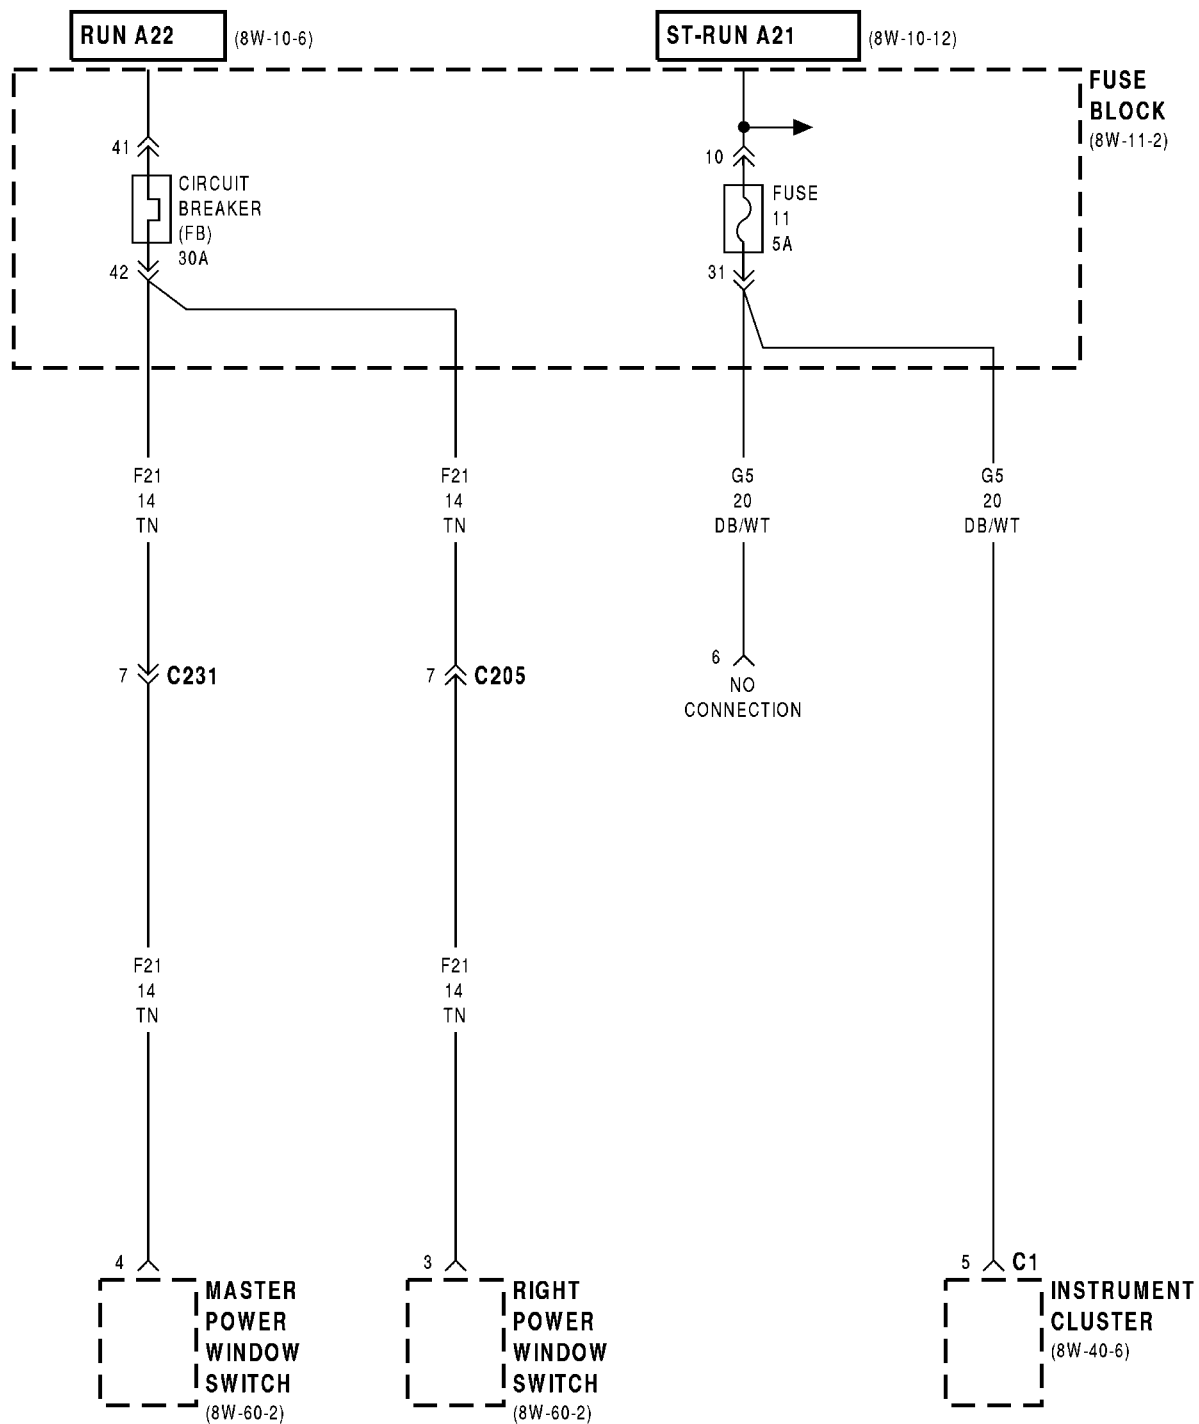 RUN A22
(8W-10-6)
ST-RUN A21
(8W-10-12)
FUSE
BLOCK
(8W-11-2)
41
CIRCUIT
BREAKER
(FB)
30A
42
10
FUSE
11
5A
31
F21
14
TN
F21
14
TN
G5
20
DB/WT
G5
20
DB/WT
7
C231
7
C205
6
NO
CONNECTION
F21
14
TN
F21
14
TN
4
MASTER
POWER
WINDOW
SWITCH
(8W-60-2)
3
RIGHT
POWER
WINDOW
SWITCH
(8W-60-2)
5
C1
INSTRUMENT
CLUSTER
(8W-40-6)